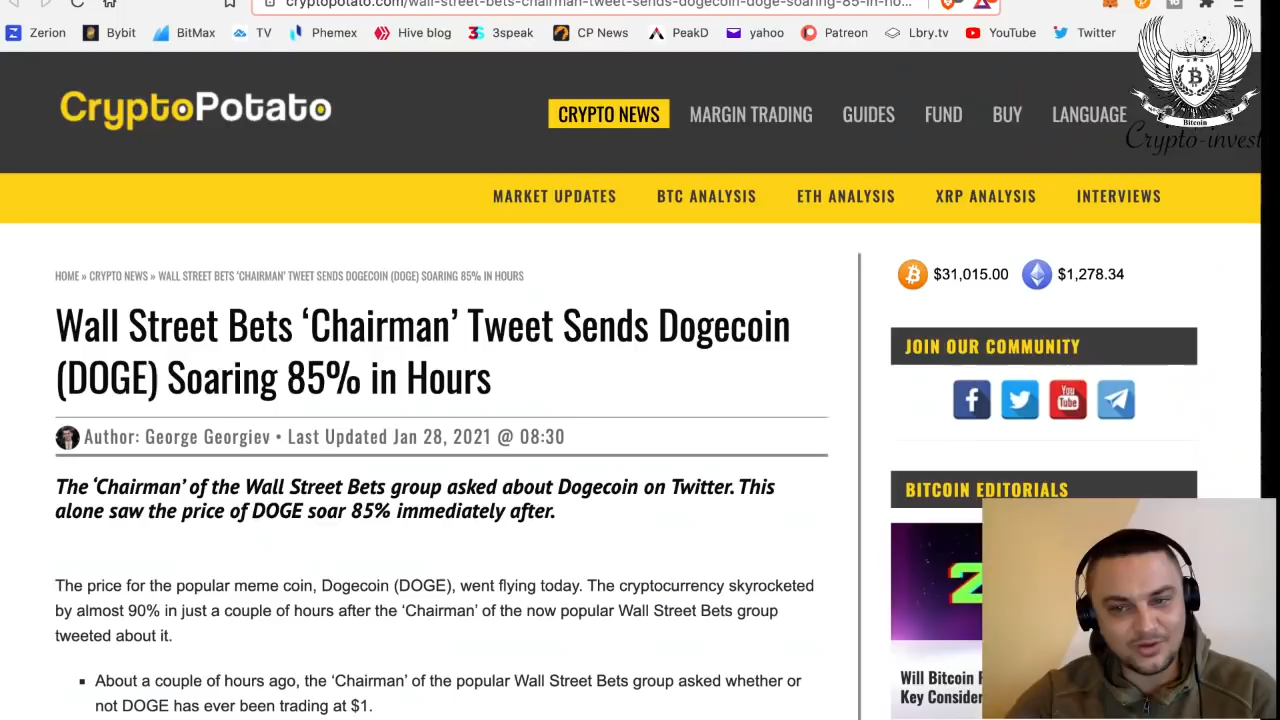 cryptopotato.com/wall-street-bets-chairman-tweet-sends-dogecoin-doge-soaring-85-in-ho...
Zerion Bybit BitMax TV Phemex Hive blog 3speak CP News PeakD yahoo Patreon Lbry.tv YouTube Twitter
CryptoPotato
CRYPTO NEWS MARGIN TRADING GUIDES FUND BUY LANGUAGE
Bitcoin
Crypto-invest
MARKET UPDATES BTC ANALYSIS ETH ANALYSIS XRP ANALYSIS INTERVIEWS
HOME » CRYPTO NEWS » WALL STREET BETS ‘CHAIRMAN’ TWEET SENDS DOGECOIN (DOGE) SOARING 85% IN HOURS
$31,015.00 $1,278.34
Wall Street Bets ‘Chairman’ Tweet Sends Dogecoin
(DOGE) Soaring 85% in Hours
Author: George Georgiev • Last Updated Jan 28, 2021 @ 08:30
The ‘Chairman’ of the Wall Street Bets group asked about Dogecoin on Twitter. This
alone saw the price of DOGE soar 85% immediately after.
The price for the popular meme coin, Dogecoin (DOGE), went flying today. The cryptocurrency skyrocketed
by almost 90% in just a couple of hours after the ‘Chairman’ of the now popular Wall Street Bets group
tweeted about it.
▪ About a couple of hours ago, the ‘Chairman’ of the popular Wall Street Bets group asked whether or
not DOGE has ever been trading at $1.
JOIN OUR COMMUNITY
You
Tube
BITCOIN EDITORIALS
Will Bitcoin
Key Consider